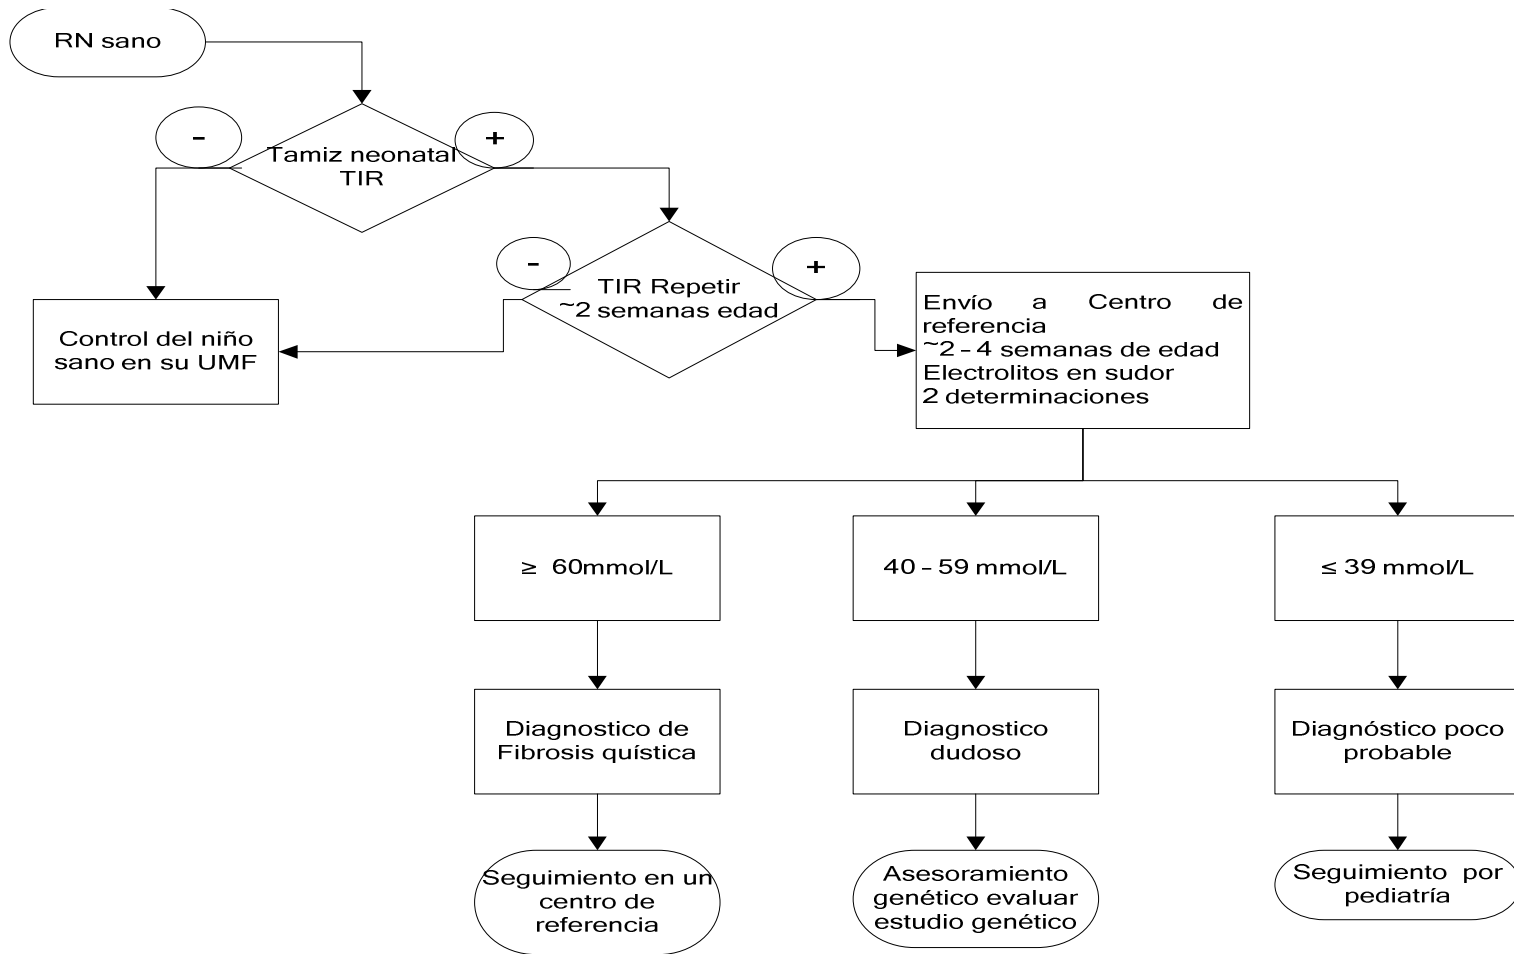 RN sano
-
+
Tamiz neonatal
TIR
-
+
TIR Repetir
~2 semanas edad
Control del niño
sano en su UMF
Envío a Centro de
referencia
~2 - 4 semanas de edad
Electrolitos en sudor
2 determinaciones
≥ 60mmol/L
40 - 59 mmol/L
≤ 39 mmol/L
Diagnostico de
Fibrosis quística
Diagnostico
dudoso
Diagnóstico poco
probable
Seguimiento en un
centro de
referencia
Asesoramiento
genético evaluar
estudio genético
Seguimiento por
pediatría